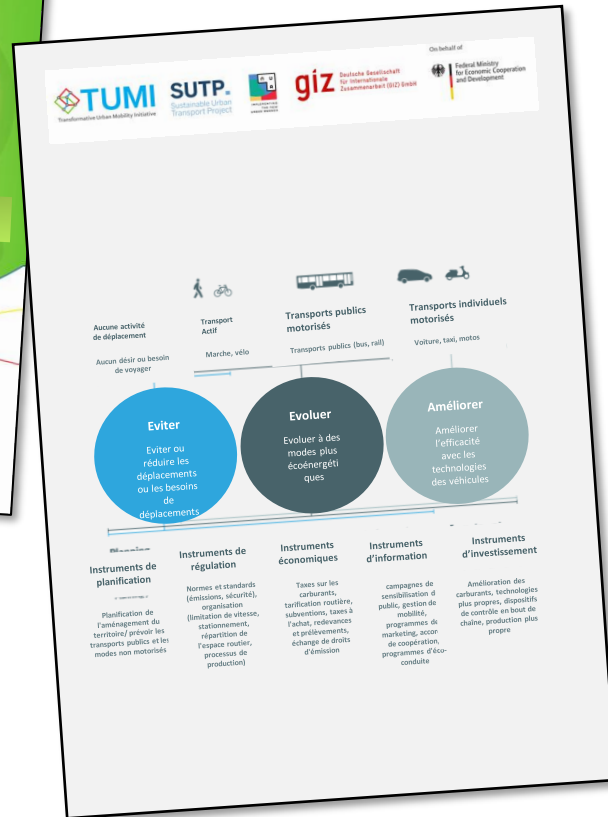 On behalf of
TUMI
Transformative Urban Mobility Initiative
SUTP.
Sustainable Urban
Transport Project
giz
Deutsche Gesellschaft
für Internationale
Zusammenarbeit (GIZ) GmbH
Federal Ministry
for Economic Cooperation
and Development
Aucune activité
de déplacement
Aucun désir ou besoin
de voyager
Transport
Actif
Marche, vélo
Transports publics
motorisés
Transports publics (bus, rail)
Transports individuels
motorisés
Voiture, taxi, motos
Eviter
Eviter ou
réduire les
déplacements
ou les besoins
de
déplacements
Evoluer
Evoluer à des
modes plus
écoénergéti
ques
Améliorer
Améliorer
l'efficacité
avec les
technologies
des véhicules
Instruments de
planification
Planification de
l'aménagement du
territoire/ prévoir les
transports publics et les
modes non motorisés
Instruments de
régulation
Normes et standards
(émissions, sécurité),
organisation
(limitation de vitesse,
stationnement,
répartition de
l'espace routier,
processus de
production)
Instruments
économiques
Taxes sur les
carburants,
tarification routière,
subventions, taxes à
l'achat, redevances
et prélèvements,
échange de droits
d'émission
Instruments
d'information
campagnes de
sensibilisation d
public, gestion de
mobilité,
programmes de
marketing, accor
de coopération,
programmes d'éco-
conduite
Instruments
d'investissement
Amélioration des
carburants, technologies
plus propres, dispositifs
de contrôle en bout de
chaîne, production plus
propre